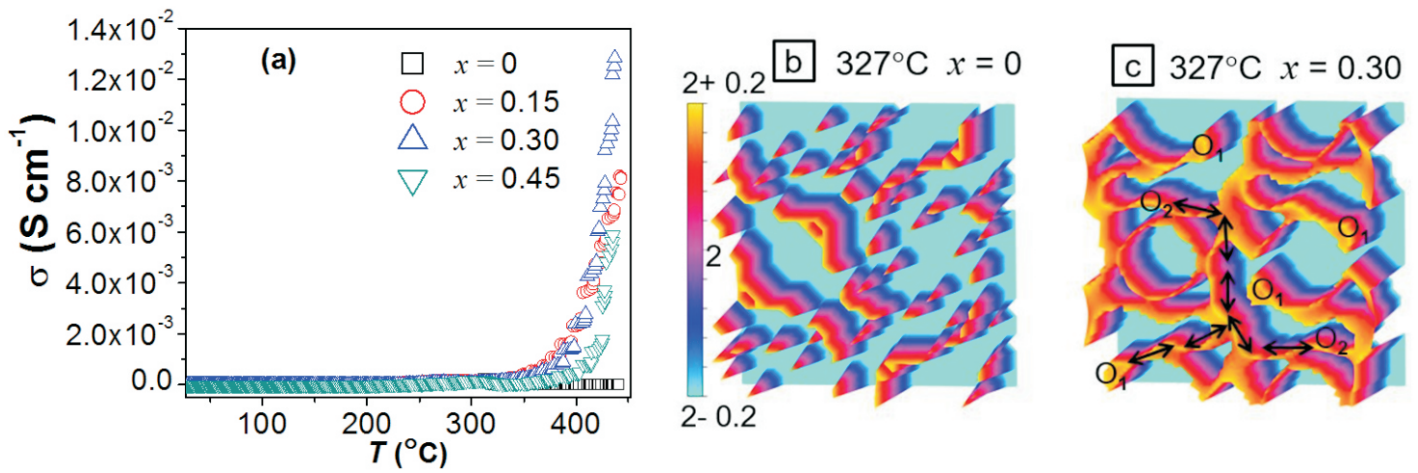 (a)
x = 0
x = 0.15
x = 0.30
x = 0.45
σ (S cm⁻¹)
1.4x10⁻²
1.2x10⁻²
1.0x10⁻²
8.0x10⁻³
6.0x10⁻³
4.0x10⁻³
2.0x10⁻³
0.0
100 200 300 400
T (°C)
b 327°C x = 0
2+ 0.2
2
2- 0.2
c 327°C x = 0.30
O₁
O₂
O₁
O₁
O₂
O₁